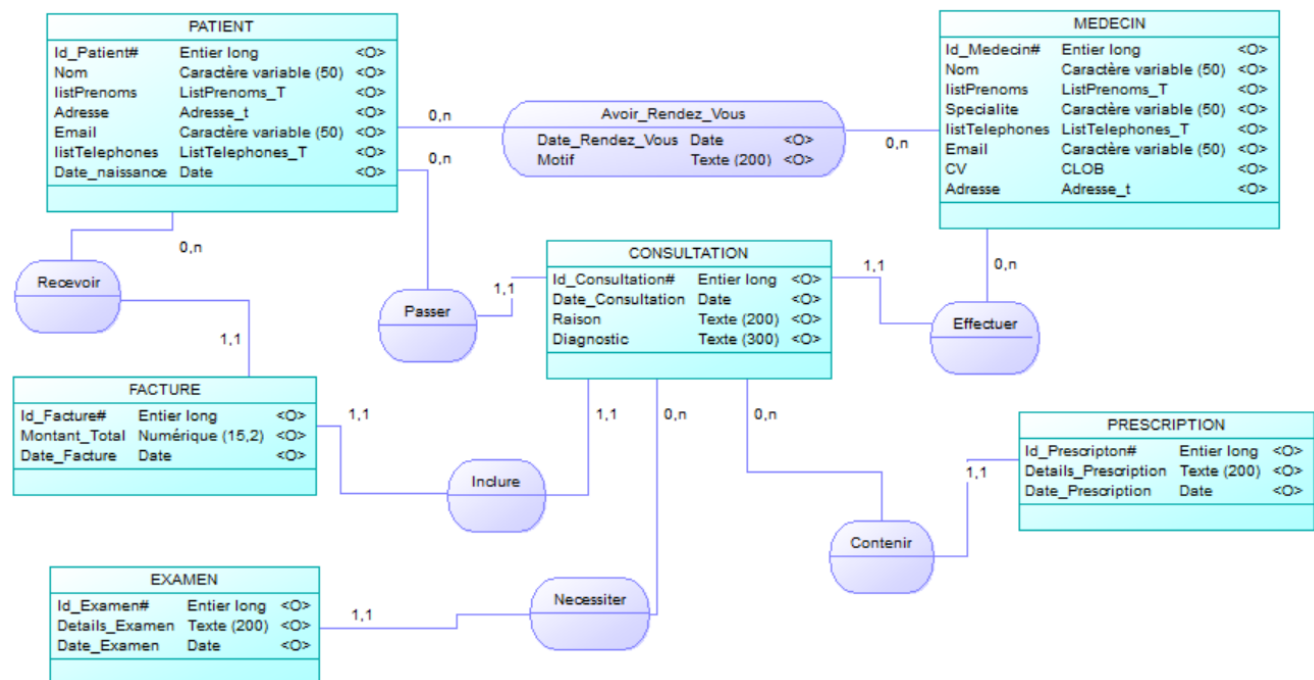 PATIENT
Id_Patient# Entier long <O>
Nom Caractère variable (50) <O>
listPrenoms ListPrenoms_T <O>
Adresse Adresse_t <O>
Email Caractère variable (50) <O>
listTelephones ListTelephones_T <O>
Date_naissance Date <O>
MEDECIN
Id_Medecin# Entier long <O>
Nom Caractère variable (50) <O>
listPrenoms ListPrenoms_T <O>
Specialite Caractère variable (50) <O>
listTelephones ListTelephones_T <O>
Email Caractère variable (50) <O>
CV CLOB <O>
Adresse Adresse_t <O>
0,n
Avoir_Rendez_Vous
Date_Rendez_Vous Date <O>
Motif Texte (200) <O>
0,n
0,n
0,n
Recevoir
1,1
Passer
1,1
CONSULTATION
Id_Consultation# Entier long <O>
Date_Consultation Date <O>
Raison Texte (200) <O>
Diagnostic Texte (300) <O>
1,1
0,n
Effectuer
FACTURE
Id_Facture# Entier long <O>
Montant_Total Numérique (15,2) <O>
Date_Facture Date <O>
1,1
1,1
0,n
0,n
Inclure
PRESCRIPTION
Id_Prescripton# Entier long <O>
Details_Prescription Texte (200) <O>
Date_Prescription Date <O>
1,1
Contenir
EXAMEN
Id_Examen# Entier long <O>
Details_Examen Texte (200) <O>
Date_Examen Date <O>
1,1
Necessiter